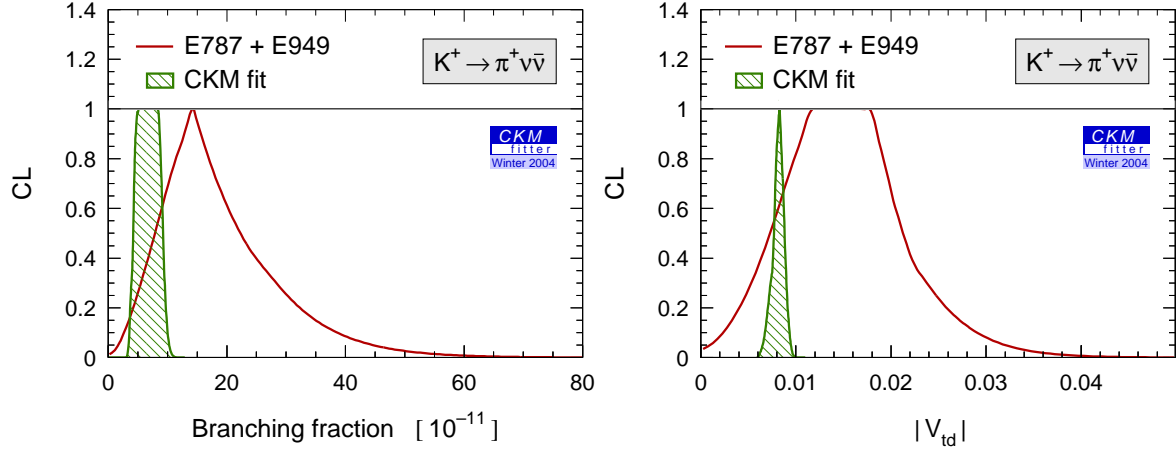 1.4
1.2
1
0.8
0.6
0.4
0.2
0
CL
E787 + E949
CKM fit
K⁺ → π⁺νν̄
CKM
fitter
Winter 2004
0 20 40 60 80
Branching fraction [ 10⁻¹¹ ]
1.4
1.2
1
0.8
0.6
0.4
0.2
0
CL
E787 + E949
CKM fit
K⁺ → π⁺νν̄
CKM
fitter
Winter 2004
0 0.01 0.02 0.03 0.04
| V_td |